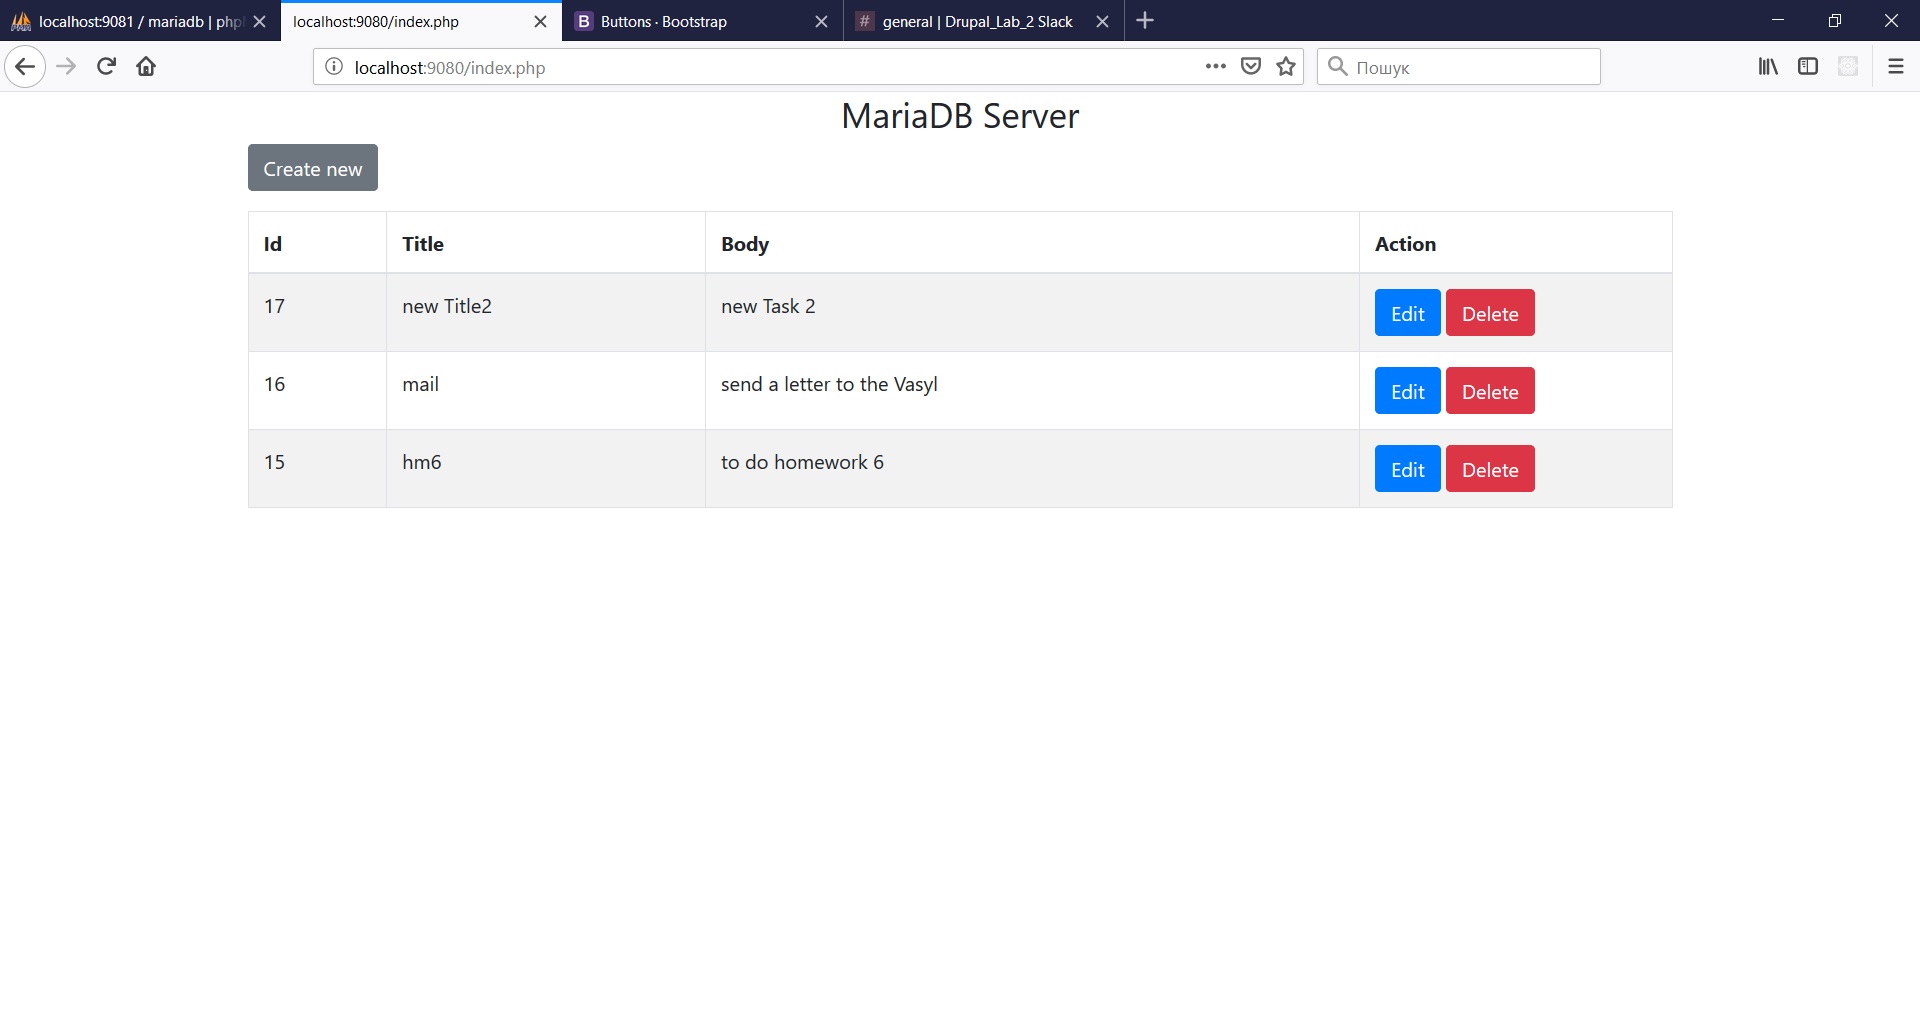 localhost:9081 / mariadb | php
localhost:9080/index.php
B Buttons · Bootstrap
# general | Drupal_Lab_2 Slack
localhost:9080/index.php
Пошук
MariaDB Server
Create new
Id Title Body Action
17 new Title2 new Task 2 Edit Delete
16 mail send a letter to the Vasyl Edit Delete
15 hm6 to do homework 6 Edit Delete